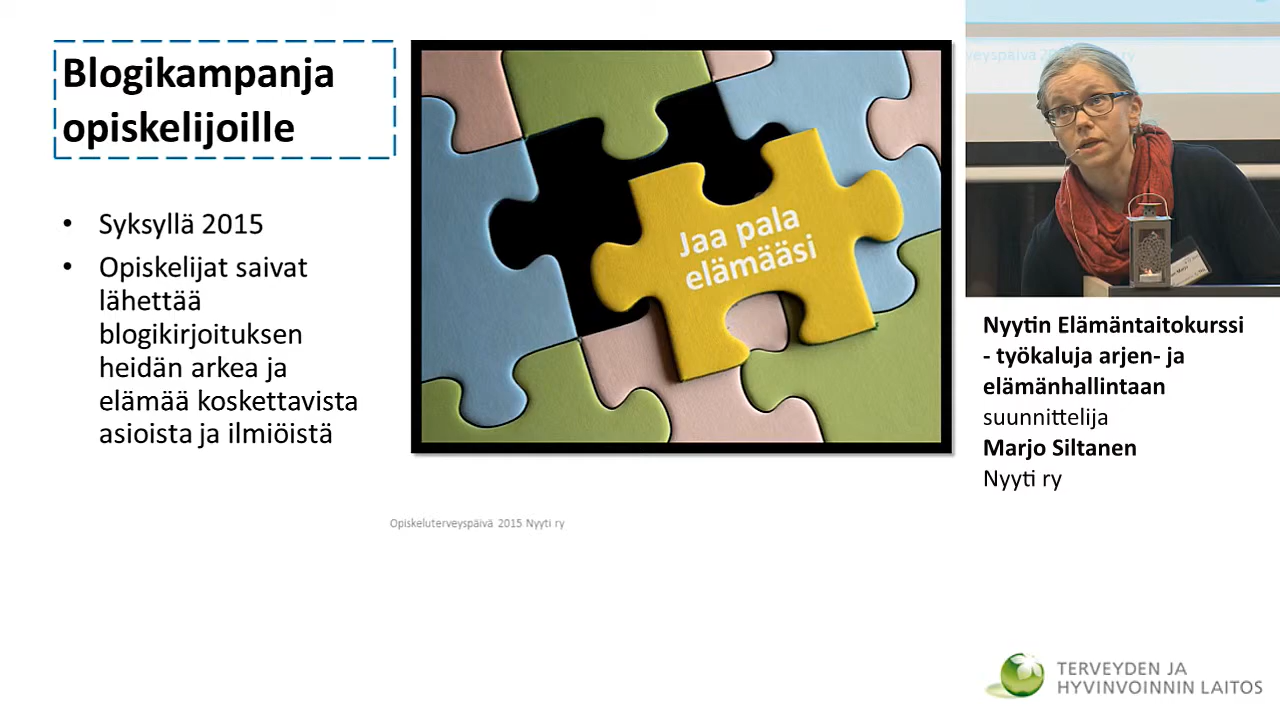 Blogikampanja
opiskelijoille
• Syksyllä 2015
• Opiskelijat saivat
lähettää
blogikirjoituksen
heidän arkea ja
elämää koskettavista
asioista ja ilmiöistä
Jaa pala
elämääsi
Opiskeluterveyspäivä 2015 Nyyti ry
Nyytin Elämäntaitokurssi
- työkaluja arjen- ja
elämänhallintaan
suunnittelija
Marjo Siltanen
Nyyti ry
TERVEYDEN JA
HYVINVOINNIN LAITOS